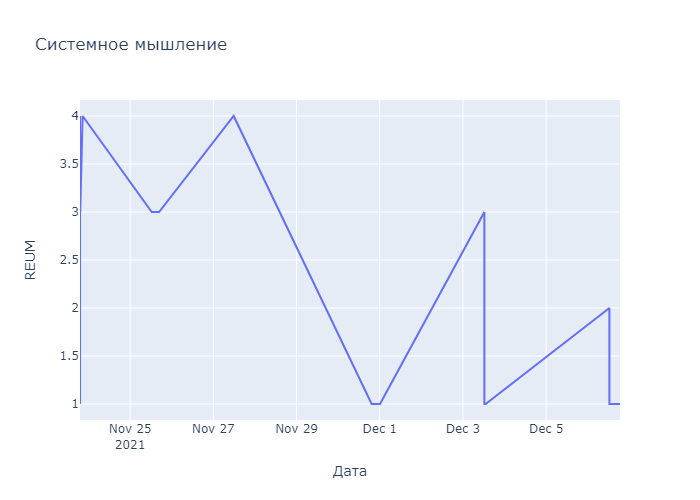 Системное мышление
REUM
4
3.5
3
2.5
2
1.5
1
Nov 25
2021
Nov 27
Nov 29
Dec 1
Dec 3
Dec 5
Дата